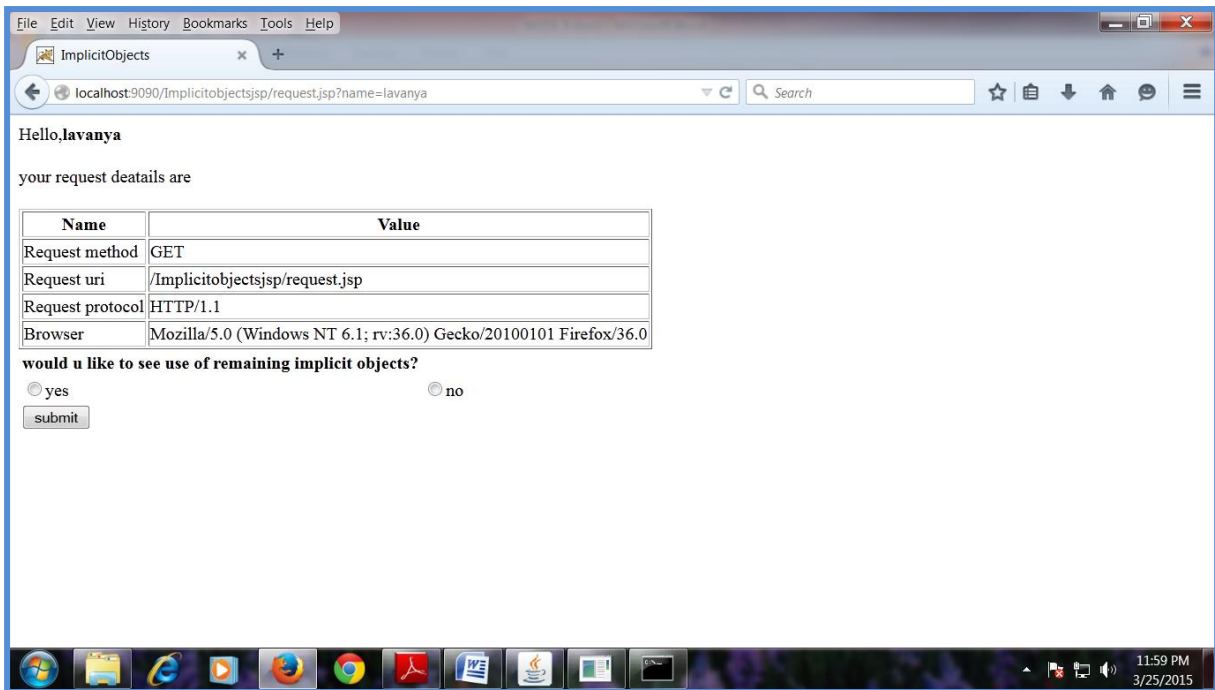 File Edit View History Bookmarks Tools Help
ImplicitObjects
localhost:9090/Implicitobjectsjsp/request.jsp?name=lavanya
Search
Hello,lavanya
your request deatails are
Name Value
Request method GET
Request uri /Implicitobjectsjsp/request.jsp
Request protocol HTTP/1.1
Browser Mozilla/5.0 (Windows NT 6.1; rv:36.0) Gecko/20100101 Firefox/36.0
would u like to see use of remaining implicit objects?
yes no
submit
11:59 PM
3/25/2015